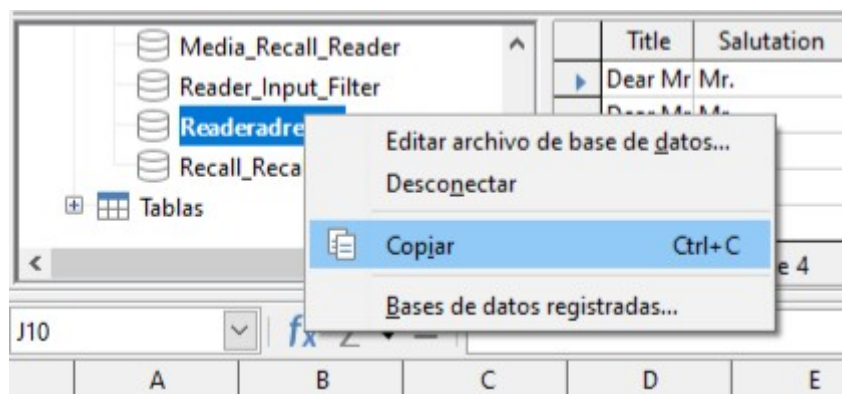 Media_Recall_Reader
Reader_Input_Filter
Recall_Reca
Tablas
Title Salutation
Dear Mr Mr.
Editar archivo de base de datos...
Desconectar
Copiar Ctrl+C
Bases de datos registradas...
e 4
J10
A B C D E